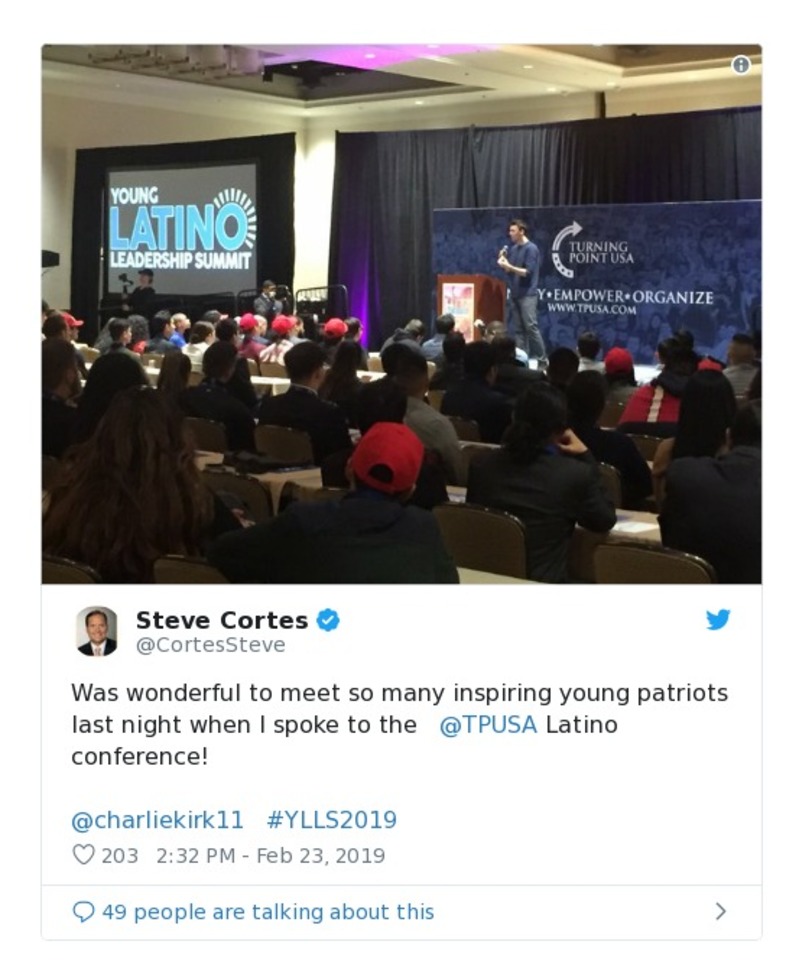 YOUNG
LATINO
LEADERSHIP SUMMIT
TURNING
POINT USA
Y★EMPOWER★ORGANIZE
WWW.TPUSA.COM
Steve Cortes
@CortesSteve
Was wonderful to meet so many inspiring young patriots
last night when I spoke to the @TPUSA Latino
conference!
@charliekirk11 #YLLS2019
203 2:32 PM - Feb 23, 2019
49 people are talking about this